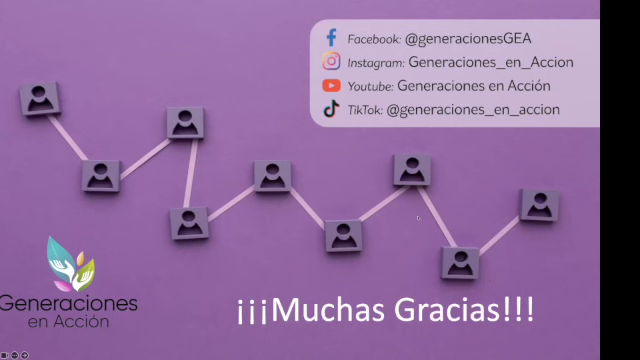 Facebook: @generacionesGEA
Instagram: Generaciones_en_Accion
Youtube: Generaciones en Acción
TikTok: @generaciones_en_accion
Generaciones
en Acción
¡¡¡Muchas Gracias!!!